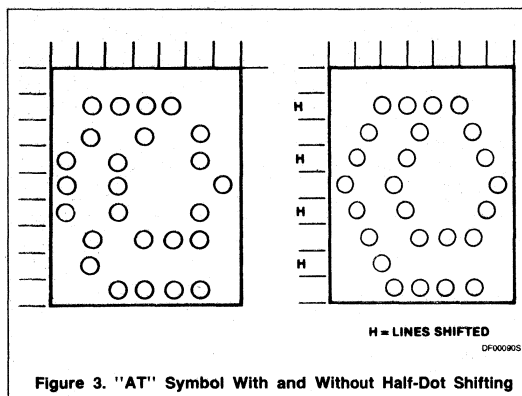 H
H
H
H
H = LINES SHIFTED
DF00090S
Figure 3. "AT" Symbol With and Without Half-Dot Shifting